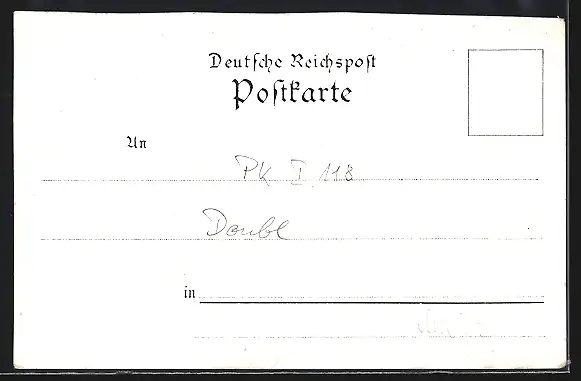 Deutsche Reichspost
Postkarte
An
PK I 118
Doubl
in